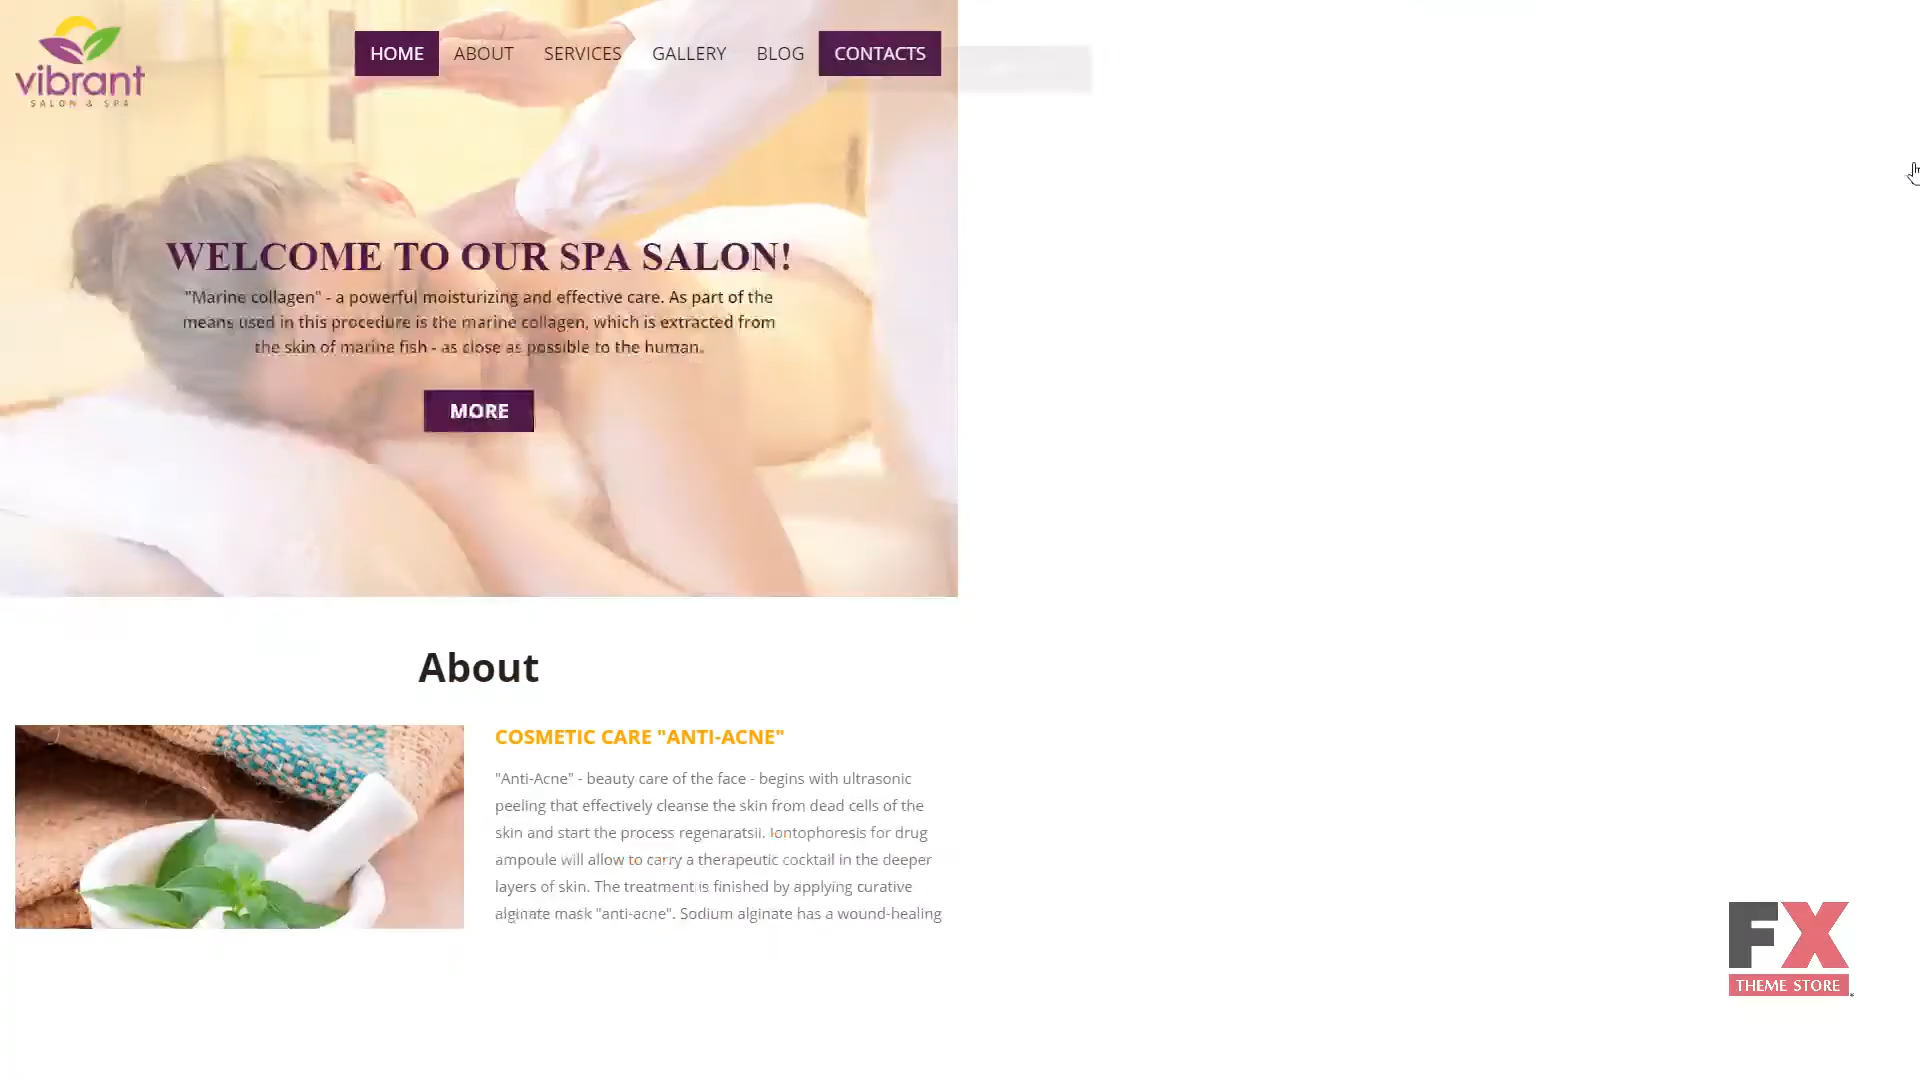 vibrant
SALON & SPA
HOME ABOUT SERVICES GALLERY BLOG CONTACTS
WELCOME TO OUR SPA SALON!
"Marine collagen" - a powerful moisturizing and effective care. As part of the
means used in this procedure is the marine collagen, which is extracted from
the skin of marine fish - as close as possible to the human.
MORE
About
COSMETIC CARE "ANTI-ACNE"
"Anti-Acne" - beauty care of the face - begins with ultrasonic
peeling that effectively cleanse the skin from dead cells of the
skin and start the process regenaratsii. Iontophoresis for drug
ampoule will allow to carry a therapeutic cocktail in the deeper
layers of skin. The treatment is finished by applying curative
alginate mask "anti-acne". Sodium alginate has a wound-healing
FX
THEME STORE